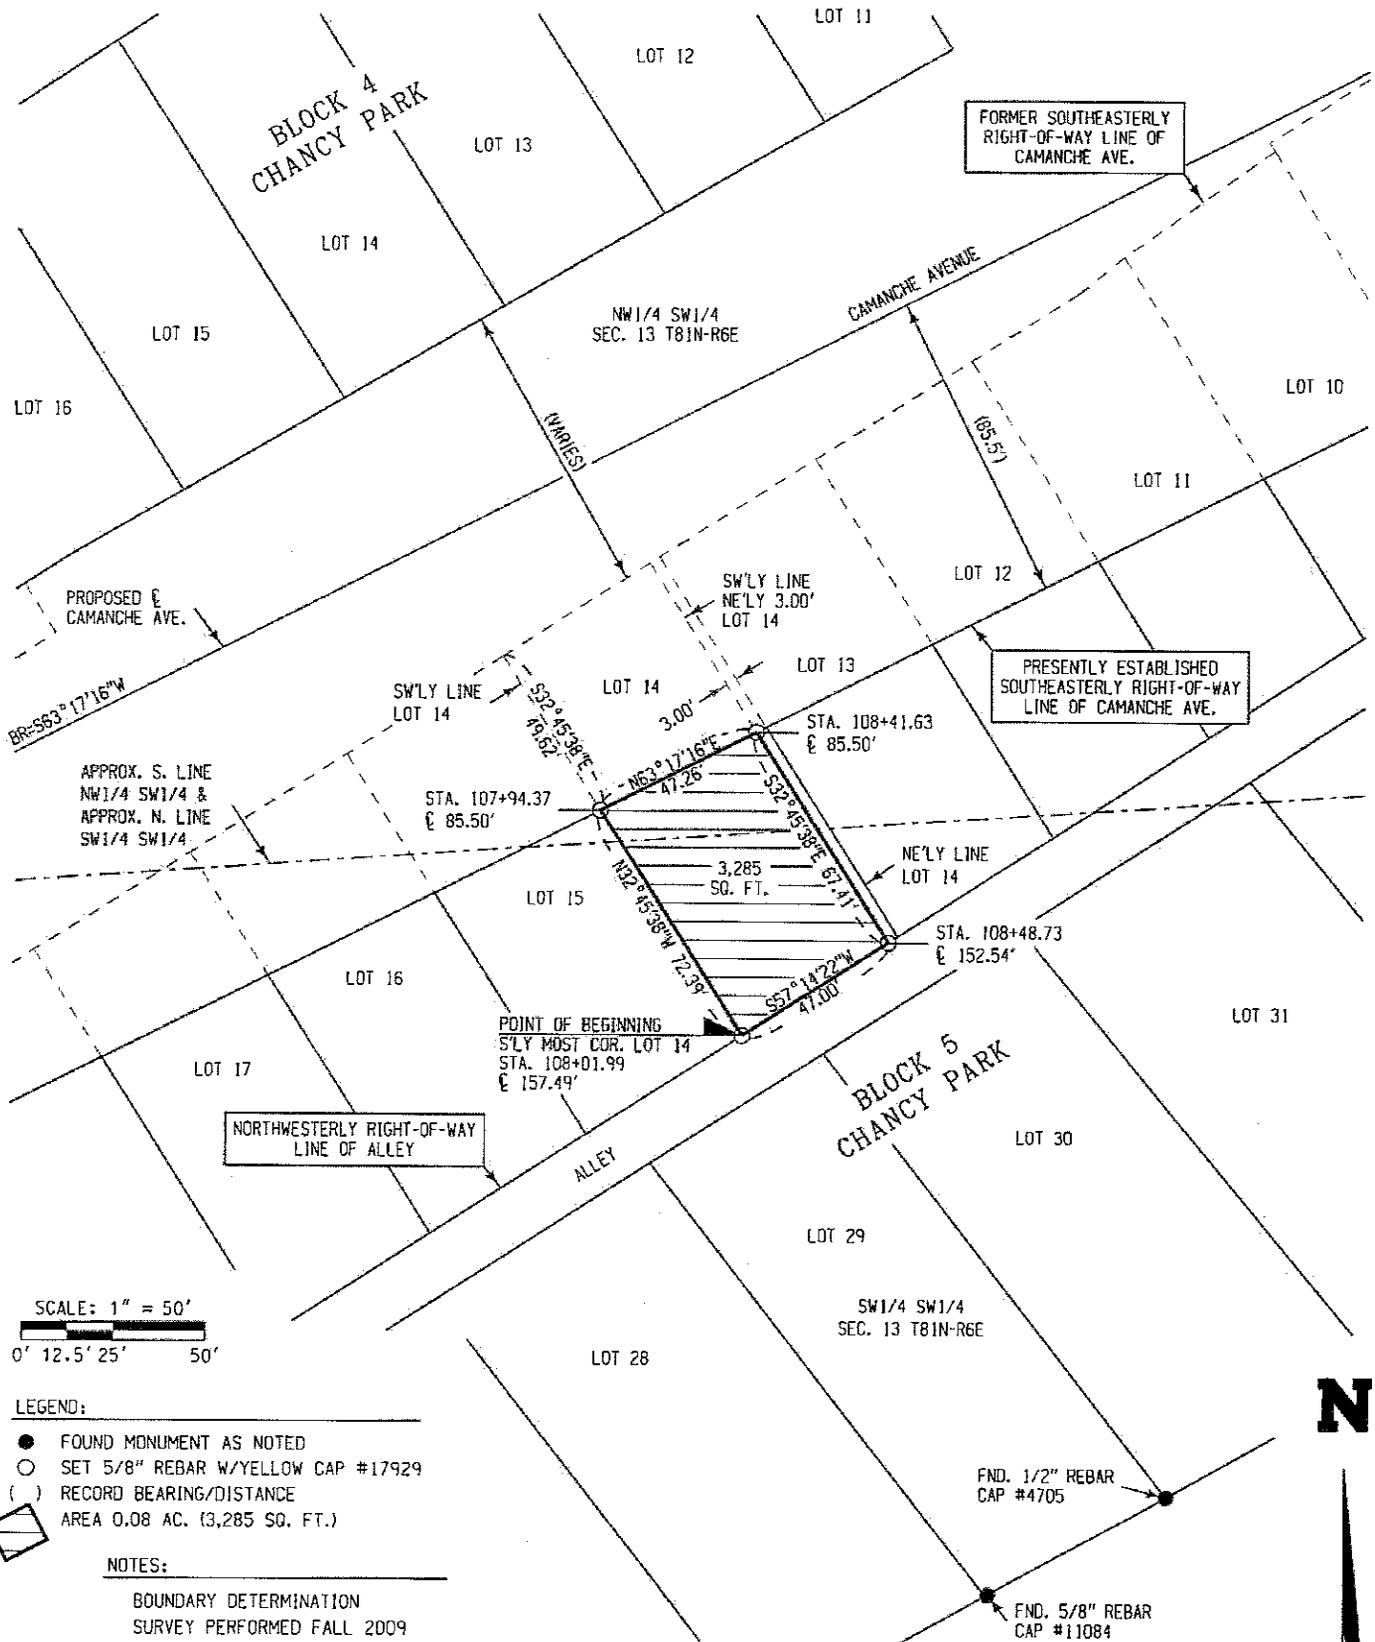 LOT 11
LOT 12
BLOCK 4
CHANCY PARK
LOT 13
FORMER SOUTHEASTERLY
RIGHT-OF-WAY LINE OF
CAMANCHE AVE.
LOT 14
NW1/4 SW1/4
SEC. 13 T81N-R6E
CAMANCHE AVENUE
LOT 15
LOT 16
LOT 10
(VARIES)
(85.5')
LOT 11
LOT 12
PROPOSED ℄
CAMANCHE AVE.
SW'LY LINE
NE'LY 3.00'
LOT 14
LOT 13
PRESENTLY ESTABLISHED
SOUTHEASTERLY RIGHT-OF-WAY
LINE OF CAMANCHE AVE.
BR=S63°17'16"W
SW'LY LINE
LOT 14
LOT 14
3.00'
S32°45'38"E
49.62'
STA. 108+41.63
℄ 85.50'
N63°17'16"E
47.26'
APPROX. S. LINE
NW1/4 SW1/4 &
APPROX. N. LINE
SW1/4 SW1/4
STA. 107+94.37
℄ 85.50'
S32°45'38"E 67.41'
3,285
SQ. FT.
NE'LY LINE
LOT 14
LOT 15
N32°45'38"W 72.39'
STA. 108+48.73
℄ 152.54'
LOT 16
S57°14'22"W
47.00'
POINT OF BEGINNING
S'LY MOST COR. LOT 14
STA. 108+01.99
℄ 157.49'
LOT 31
LOT 17
BLOCK 5
CHANCY PARK
NORTHWESTERLY RIGHT-OF-WAY
LINE OF ALLEY
LOT 30
ALLEY
LOT 29
SCALE: 1" = 50'
0' 12.5' 25' 50'
SW1/4 SW1/4
SEC. 13 T81N-R6E
LOT 28
N
LEGEND:
FOUND MONUMENT AS NOTED
SET 5/8" REBAR W/YELLOW CAP #17929
( ) RECORD BEARING/DISTANCE
AREA 0.08 AC. (3,285 SQ. FT.)
FND. 1/2" REBAR
CAP #4705
NOTES:
BOUNDARY DETERMINATION
SURVEY PERFORMED FALL 2009
FND. 5/8" REBAR
CAP #11084